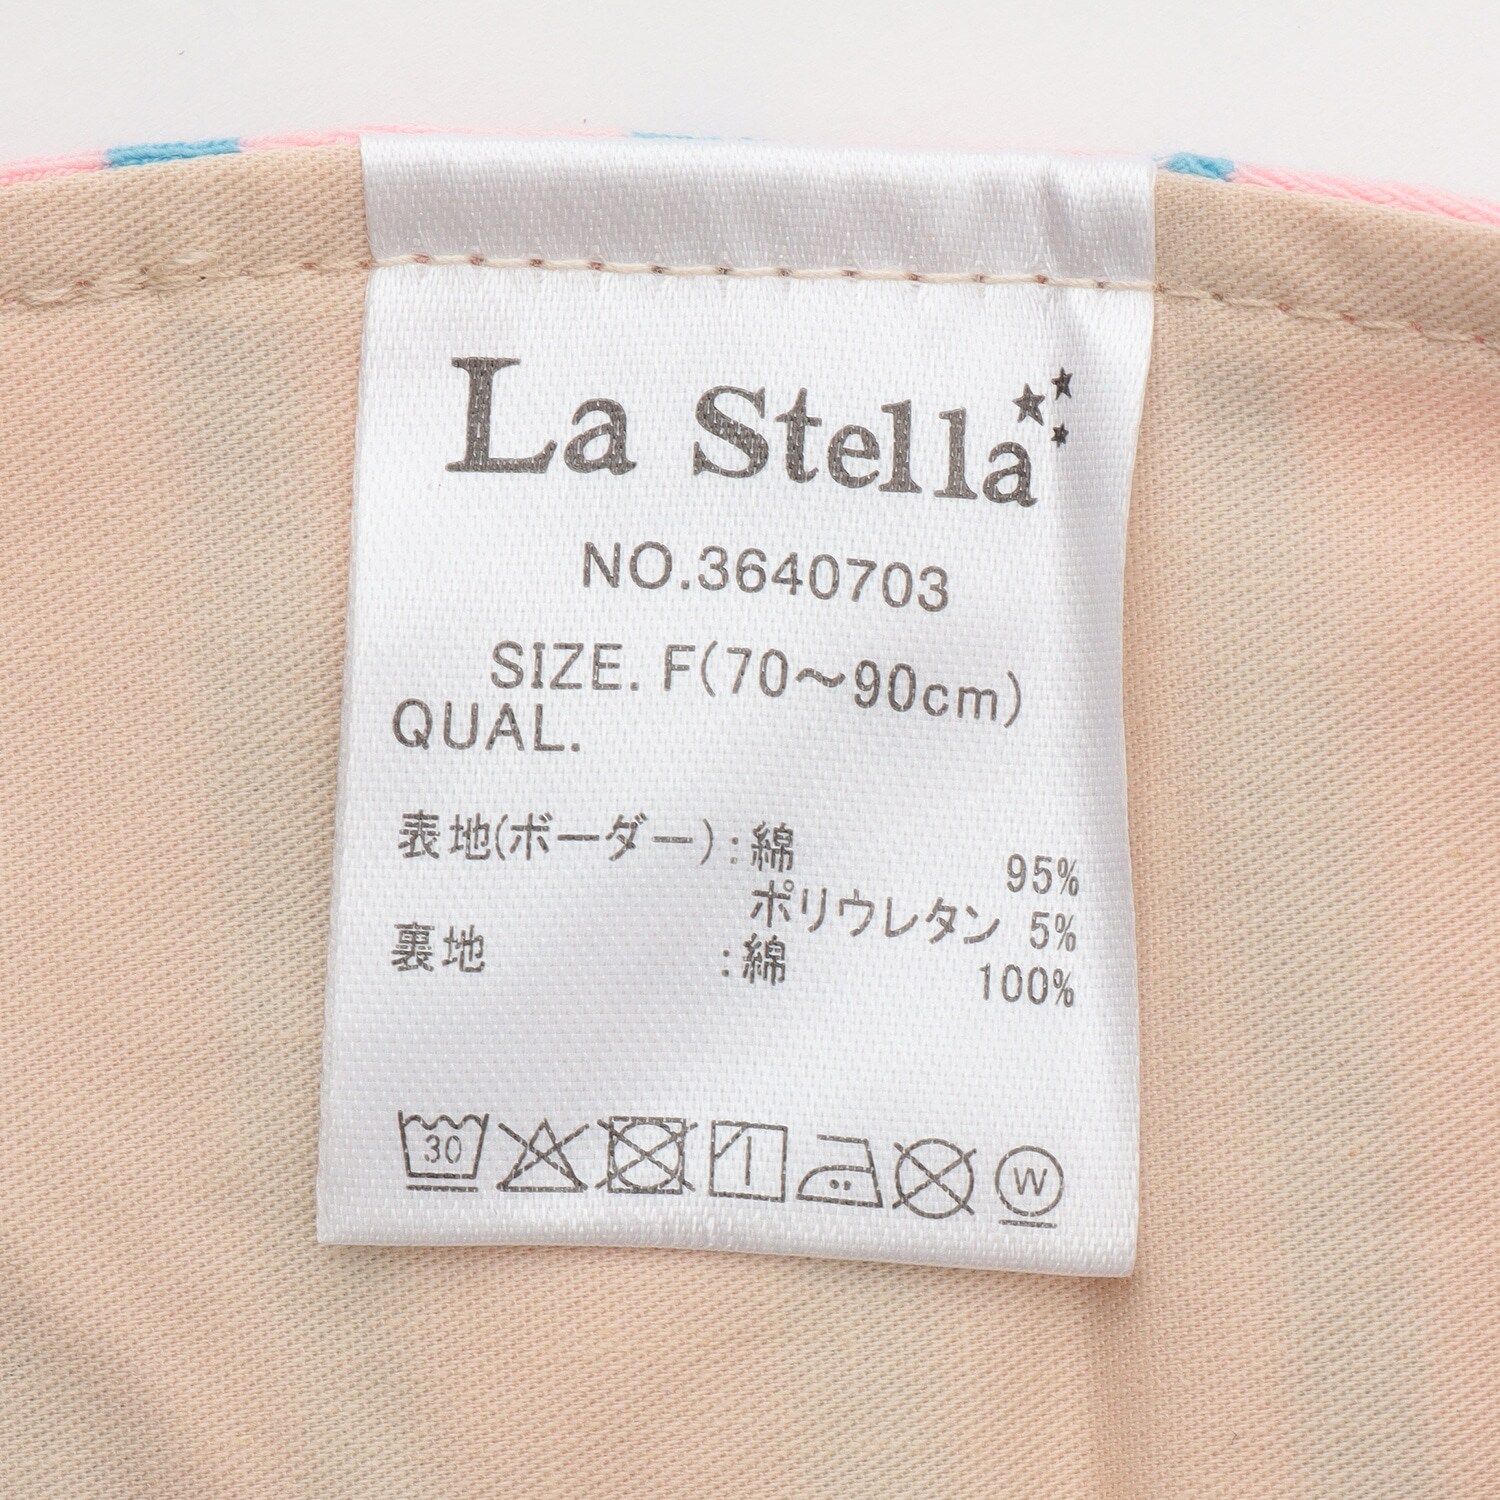 La Stella
NO.3640703
SIZE. F(70～90cm)
QUAL.
表地(ボーダー):綿 95%
ポリウレタン 5%
裏地 :綿 100%
30
W